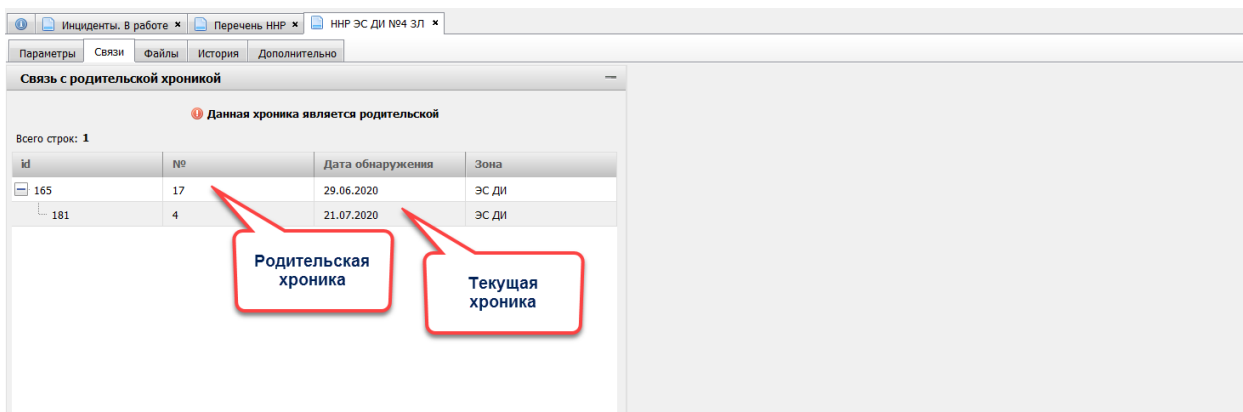 Инциденты. В работе × Перечень ННР × ННР ЭС ДИ №4 ЗЛ ×
Параметры Связи Файлы История Дополнительно
Связь с родительской хроникой
Данная хроника является родительской
Всего строк: 1
id № Дата обнаружения Зона
165 17 29.06.2020 ЭС ДИ
181 4 21.07.2020 ЭС ДИ
Родительская
хроника
Текущая
хроника